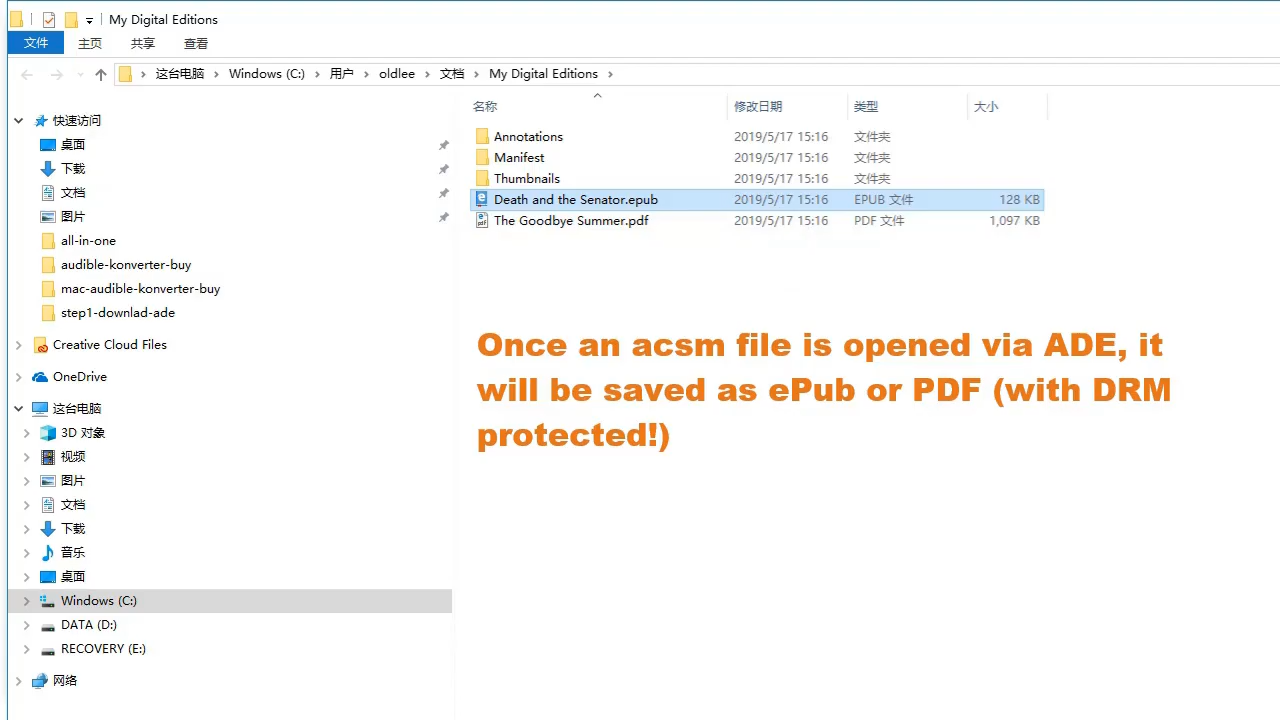 My Digital Editions
文件 主页 共享 查看
这台电脑 Windows (C:) 用户 oldlee 文档 My Digital Editions
名称 修改日期 类型 大小
快速访问
桌面
下载
文档
图片
all-in-one
audible-konverter-buy
mac-audible-konverter-buy
step1-downlad-ade
Creative Cloud Files
OneDrive
这台电脑
3D 对象
视频
图片
文档
下载
音乐
桌面
Windows (C:)
DATA (D:)
RECOVERY (E:)
网络
Annotations 2019/5/17 15:16 文件夹
Manifest 2019/5/17 15:16 文件夹
Thumbnails 2019/5/17 15:16 文件夹
Death and the Senator.epub 2019/5/17 15:16 EPUB 文件 128 KB
The Goodbye Summer.pdf 2019/5/17 15:16 PDF 文件 1,097 KB
Once an acsm file is opened via ADE, it
will be saved as ePub or PDF (with DRM
protected!)